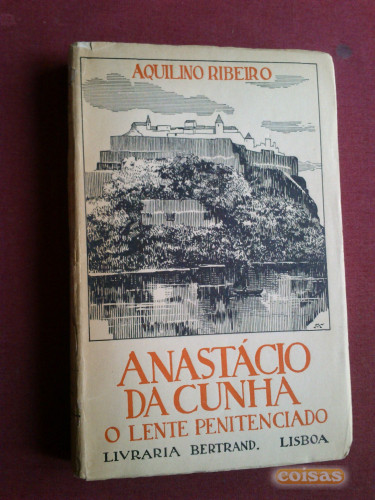 AQUILINO RIBEIRO
ANASTÁCIO
DA CUNHA
O LENTE PENITENCIADO
LIVRARIA BERTRAND. LISBOA
coisas